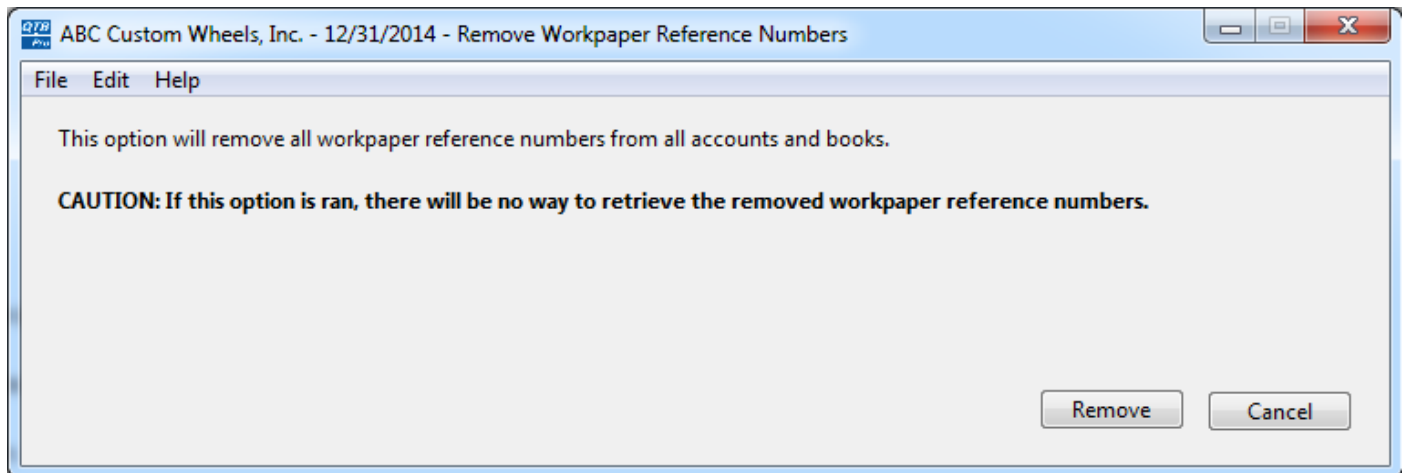 QTB Pro
ABC Custom Wheels, Inc. - 12/31/2014 - Remove Workpaper Reference Numbers
File Edit Help
This option will remove all workpaper reference numbers from all accounts and books.
CAUTION: If this option is ran, there will be no way to retrieve the removed workpaper reference numbers.
Remove Cancel